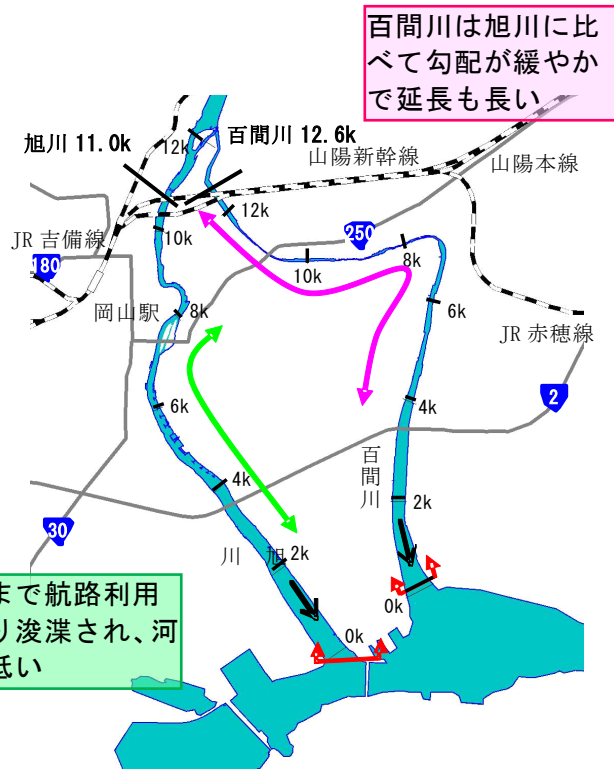 百間川は旭川に比
べて勾配が緩やか
で延長も長い
旭川 11.0k
百間川 12.6k
12k
山陽新幹線
山陽本線
12k
JR 吉備線
10k
250
10k
8k
180
岡山駅
8k
6k
JR 赤穂線
6k
4k
2
百間川
4k
2k
30
旭川
2k
0k
0k
まで航路利用
り浚渫され、河
低い